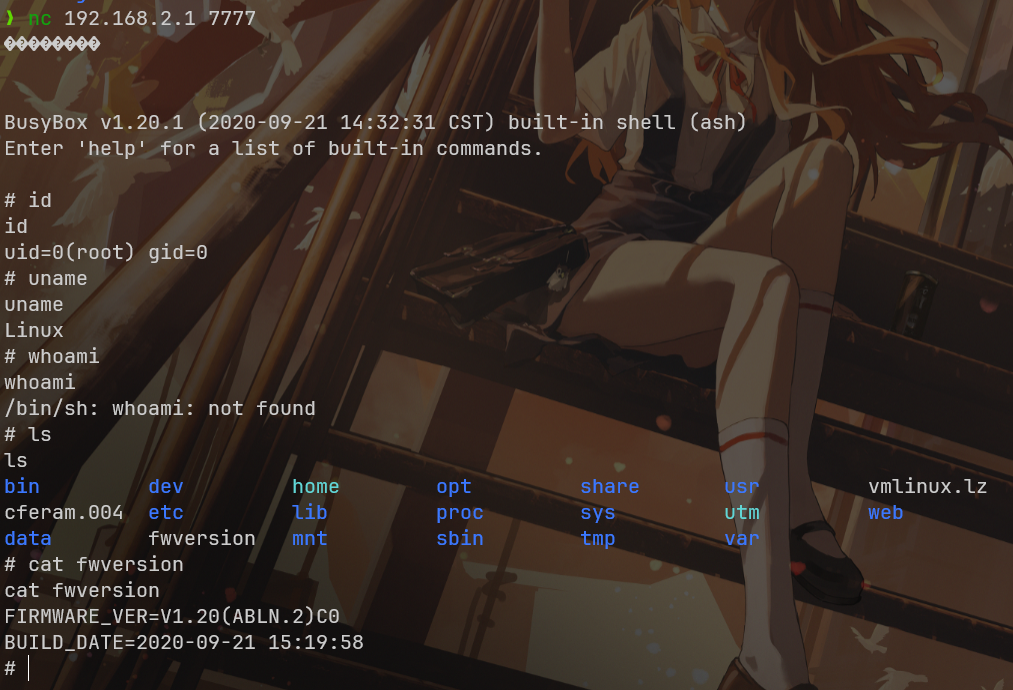 ❯ nc 192.168.2.1 7777
��������
BusyBox v1.20.1 (2020-09-21 14:32:31 CST) built-in shell (ash)
Enter 'help' for a list of built-in commands.
# id
id
uid=0(root) gid=0
# uname
uname
Linux
# whoami
whoami
/bin/sh: whoami: not found
# ls
ls
bin dev home opt share usr vmlinux.lz
cferam.004 etc lib proc sys utm web
data fwversion mnt sbin tmp var
# cat fwversion
cat fwversion
FIRMWARE_VER=V1.20(ABLN.2)C0
BUILD_DATE=2020-09-21 15:19:58
#